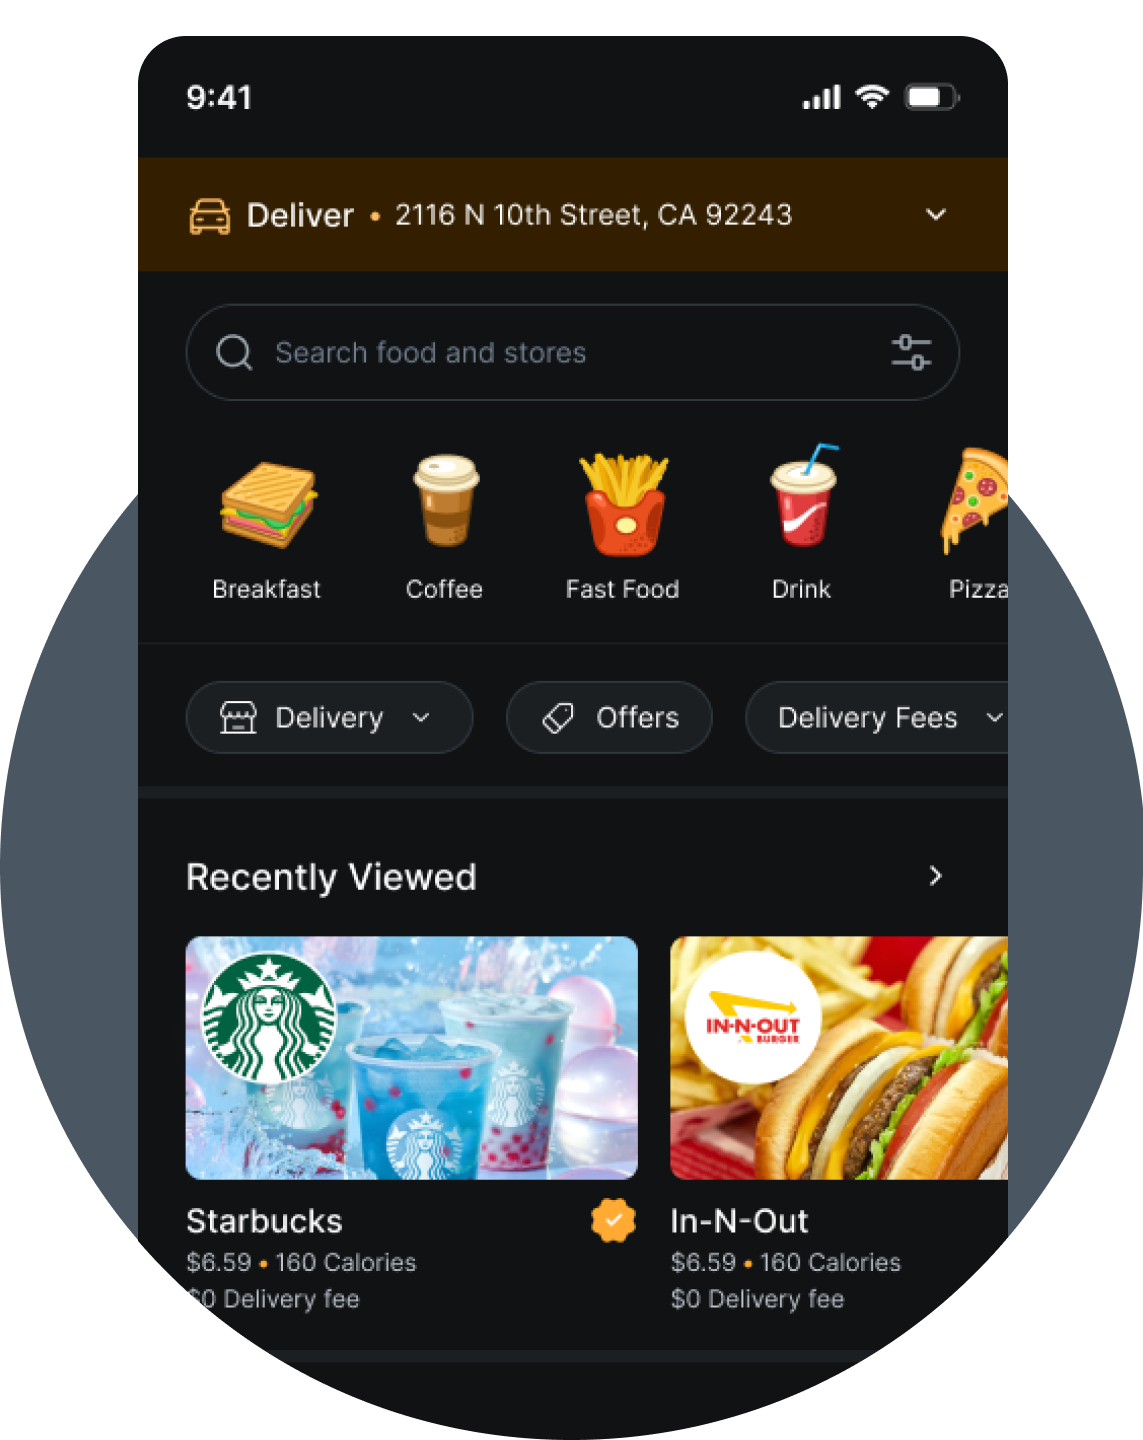 9:41
Deliver • 2116 N 10th Street, CA 92243
Search food and stores
Breakfast
Coffee
Fast Food
Drink
Pizza
Delivery
Offers
Delivery Fees
Recently Viewed
IN-N-OUT
BURGER
Starbucks
$6.59 • 160 Calories
$0 Delivery fee
In-N-Out
$6.59 • 160 Calories
$0 Delivery fee